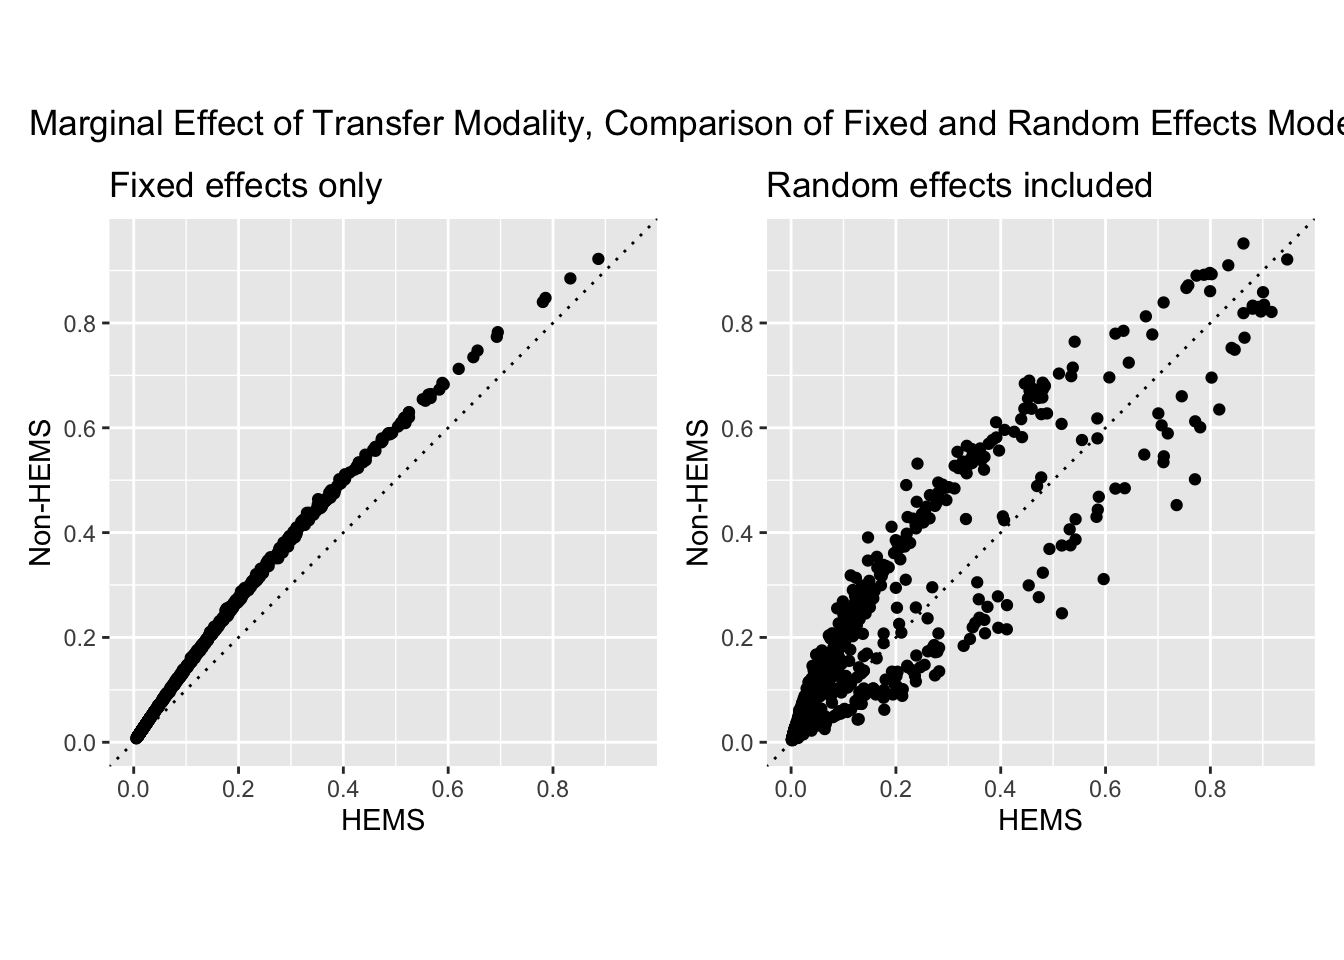 Marginal Effect of Transfer Modality, Comparison of Fixed and Random Effects Mode
Fixed effects only
Random effects included
Non-HEMS
0.8
0.6
0.4
0.2
0.0
0.0 0.2 0.4 0.6 0.8
HEMS
Non-HEMS
0.8
0.6
0.4
0.2
0.0
0.0 0.2 0.4 0.6 0.8
HEMS